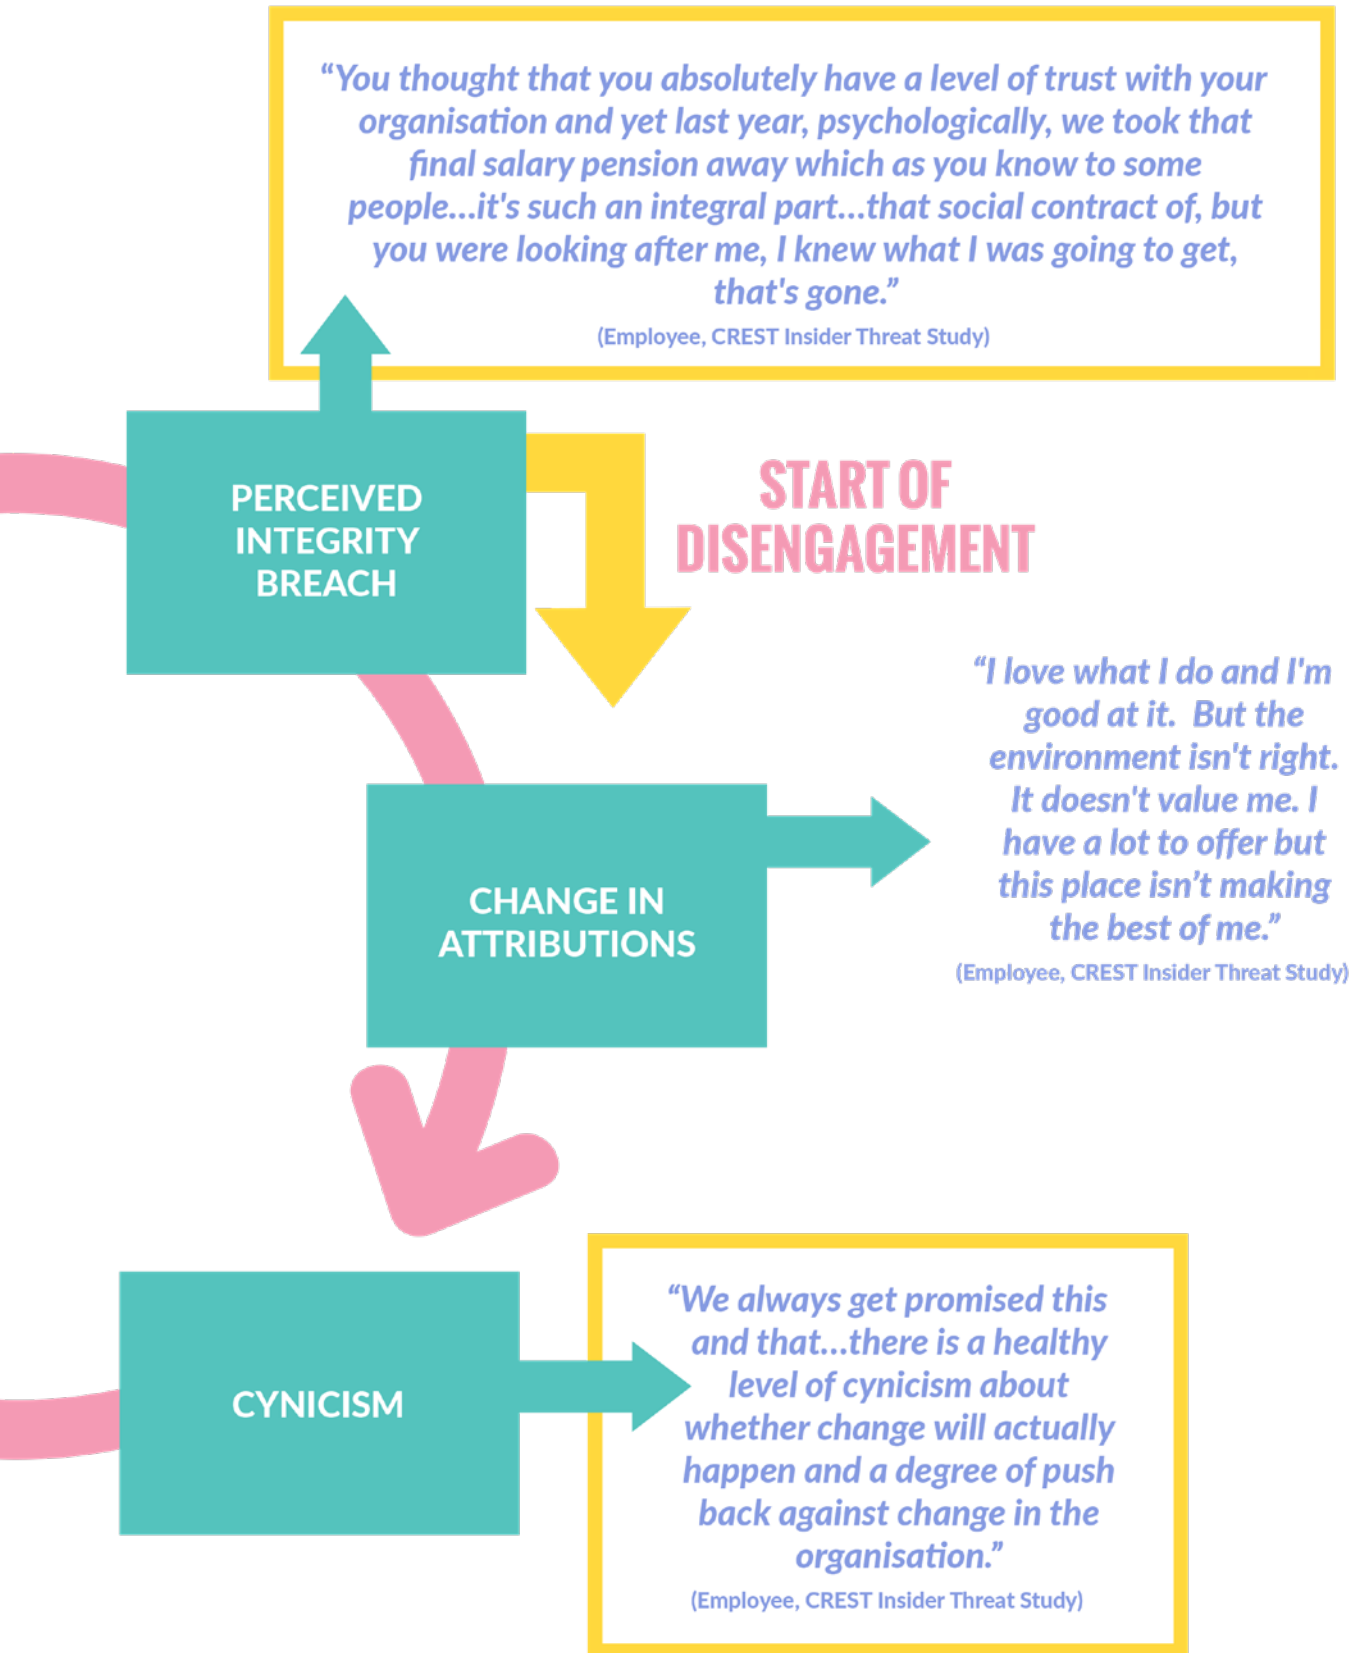 “You thought that you absolutely have a level of trust with your
organisation and yet last year, psychologically, we took that
final salary pension away which as you know to some
people...it's such an integral part...that social contract of, but
you were looking after me, I knew what I was going to get,
that's gone.”
(Employee, CREST Insider Threat Study)
PERCEIVED
INTEGRITY
BREACH
START OF
DISENGAGEMENT
“I love what I do and I'm
good at it.  But the
environment isn't right.
It doesn't value me. I
have a lot to offer but
this place isn’t making
the best of me.”
(Employee, CREST Insider Threat Study)
CHANGE IN
ATTRIBUTIONS
CYNICISM
“We always get promised this
and that...there is a healthy
level of cynicism about
whether change will actually
happen and a degree of push
back against change in the
organisation.”
(Employee, CREST Insider Threat Study)